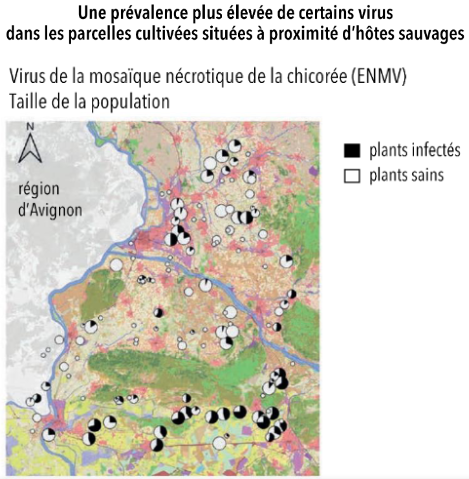 Une prévalence plus élevée de certains virus
dans les parcelles cultivées situées à proximité d'hôtes sauvages
Virus de la mosaïque nécrotique de la chicorée (ENMV)
Taille de la population
N
région
d'Avignon
plants infectés
plants sains